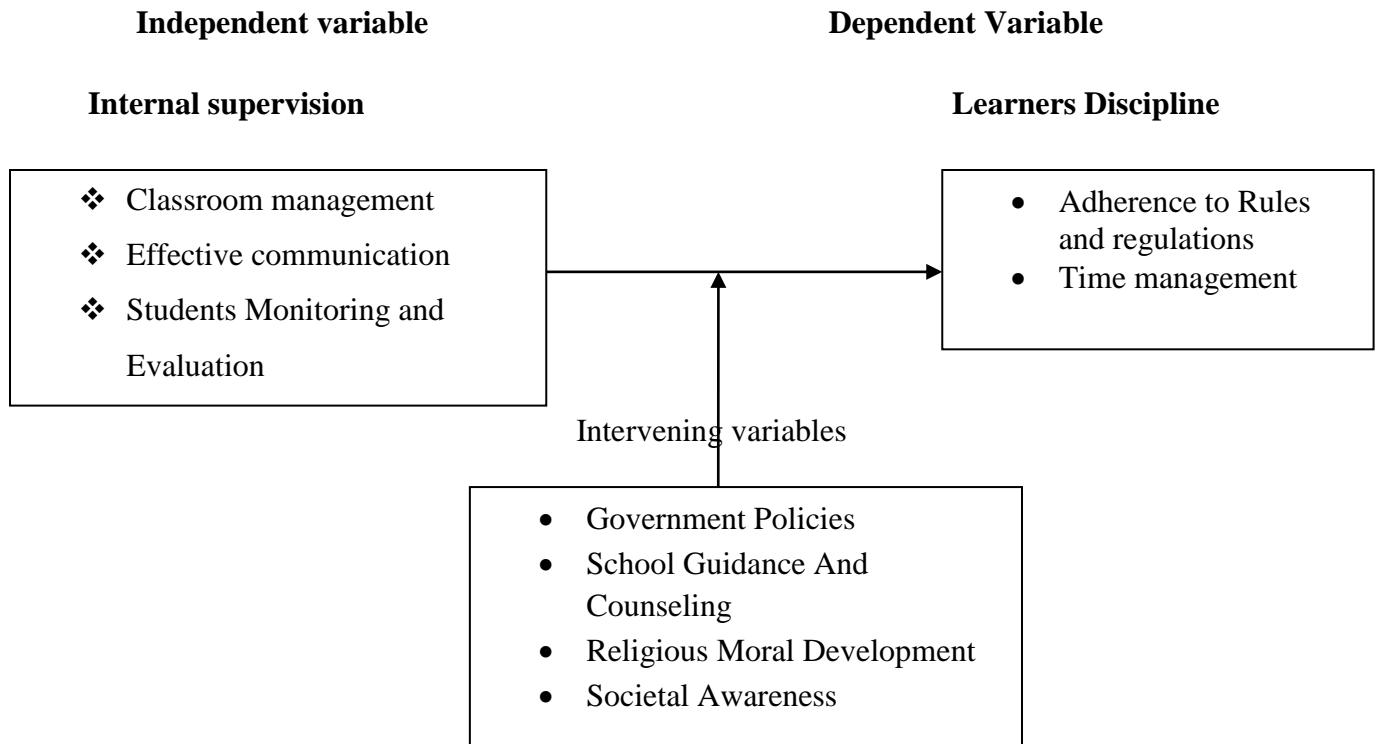 Independent variable
Dependent Variable
Internal supervision
Learners Discipline
❖ Classroom management
❖ Effective communication
❖ Students Monitoring and
Evaluation
• Adherence to Rules
and regulations
• Time management
Intervening variables
• Government Policies
• School Guidance And
Counseling
• Religious Moral Development
• Societal Awareness